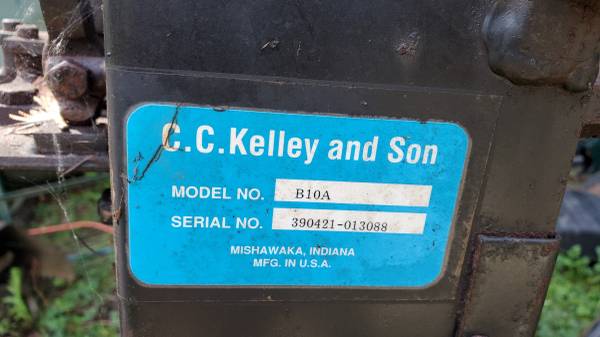 C.C.Kelley and Son
MODEL NO. B10A
SERIAL NO. 390421-013088
MISHAWAKA, INDIANA
MFG. IN U.S.A.